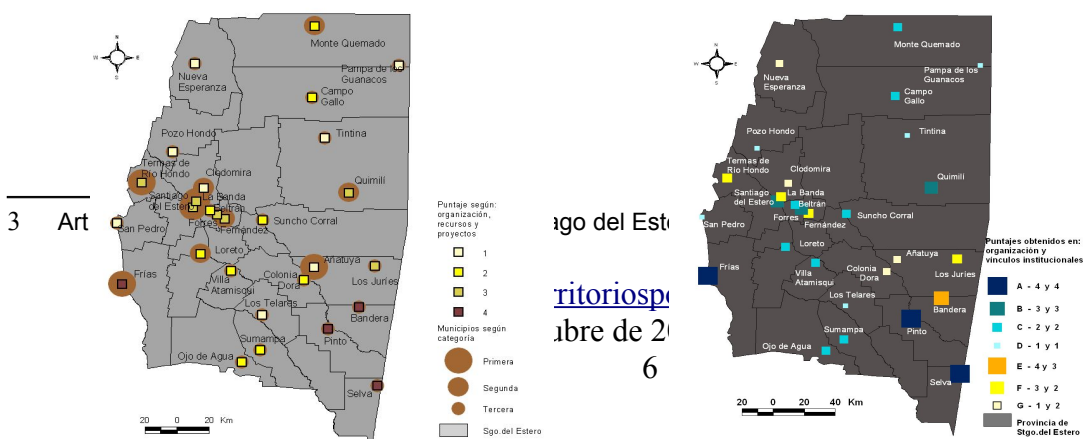 Monte Quemado
Nueva
Esperanza
Pampa de los
Guanacos
Campo
Gallo
Pozo Hondo
Tintina
Termas de
Río Hondo
Clodomira
Quimilí
Santiago
del Estero
La Banda
Beltrán
Forres
Fernández
Suncho Corral
San Pedro
Loreto
Añatuya
Frías
Villa
Atamisqui
Colonia
Dora
Los Juríes
Los Telares
Bandera
Pinto
Sumampa
Ojo de Agua
Selva
N
W
E
S
20 0 20 Km
Puntaje según:
organización,
recursos y
proyectos
1
2
3
4
Municipios según
categoría
Primera
Segunda
Tercera
Sgo.del Estero
3 Art
ago del Este
rritoriospo
ubre de 20
6
Monte Quemado
Nueva
Esperanza
Pampa de los
Guanacos
Campo
Gallo
Pozo Hondo
Tintina
Termas de
Río Hondo
Clodomira
Quimilí
Santiago
del Estero
La Banda
Beltrán
Forres
Fernández
Suncho Corral
San Pedro
Loreto
Añatuya
Frías
Villa
Atamisqui
Colonia
Dora
Los Juríes
Los Telares
Bandera
Pinto
Sumampa
Ojo de Agua
Selva
N
W
E
S
20 0 20 40 Km
Puntajes obtenidos en:
organización y
vínculos institucionales
A - 4 y 4
B - 3 y 3
C - 2 y 2
D - 1 y 1
E - 4 y 3
F - 3 y 2
G - 1 y 2
Provincia de
Stgo.del Estero